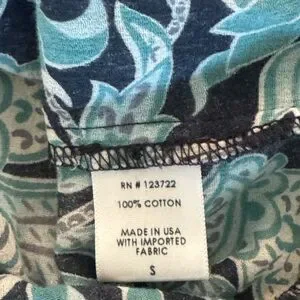 RN # 123722
100% COTTON
MADE IN USA
WITH IMPORTED
FABRIC
S